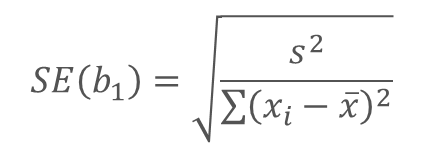 SE(b₁) = √(s² / ∑(xᵢ − x̄)²)